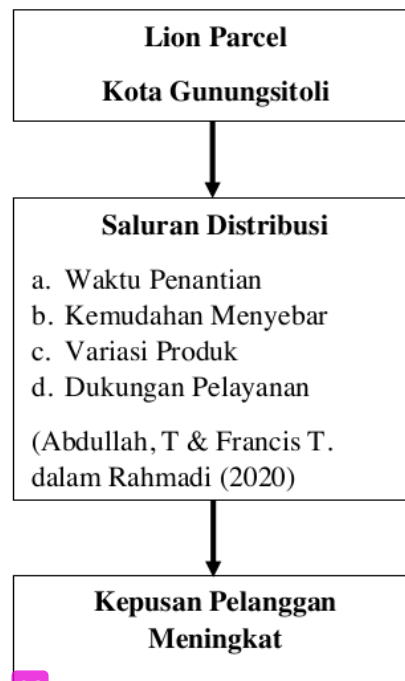 Lion Parcel
Kota Gunungsitoli
Saluran Distribusi
a. Waktu Penantian
b. Kemudahan Menyebar
c. Variasi Produk
d. Dukungan Pelayanan
(Abdullah, T & Francis T.
dalam Rahmadi (2020)
Kepusan Pelanggan
Meningkat